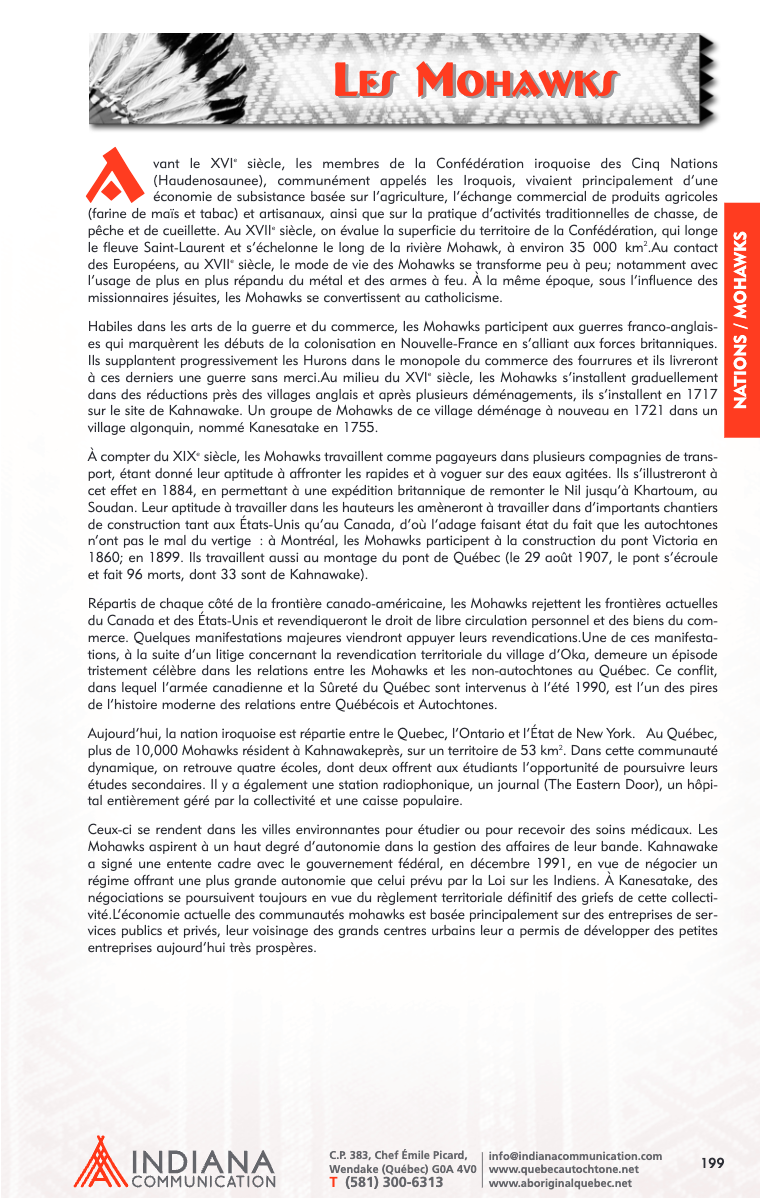 Les Mohawks
Avant le XVIe siècle, les membres de la Confédération iroquoise des Cinq Nations
(Haudenosaunee), communément appelés les Iroquois, vivaient principalement d’une
économie de subsistance basée sur l’agriculture, l’échange commercial de produits agricoles
(farine de maïs et tabac) et artisanaux, ainsi que sur la pratique d’activités traditionnelles de chasse, de
pêche et de cueillette. Au XVIIe siècle, on évalue la superficie du territoire de la Confédération, qui longe
le fleuve Saint-Laurent et s’échelonne le long de la rivière Mohawk, à environ 35 000 km².Au contact
des Européens, au XVIIe siècle, le mode de vie des Mohawks se transforme peu à peu; notamment avec
l’usage de plus en plus répandu du métal et des armes à feu. À la même époque, sous l’influence des
missionnaires jésuites, les Mohawks se convertissent au catholicisme.
Habiles dans les arts de la guerre et du commerce, les Mohawks participent aux guerres franco-anglais-
es qui marquèrent les débuts de la colonisation en Nouvelle-France en s’alliant aux forces britanniques.
Ils supplantent progressivement les Hurons dans le monopole du commerce des fourrures et ils livreront
à ces derniers une guerre sans merci.Au milieu du XVIe siècle, les Mohawks s’installent graduellement
dans des réductions près des villages anglais et après plusieurs déménagements, ils s’installent en 1717
sur le site de Kahnawake. Un groupe de Mohawks de ce village déménage à nouveau en 1721 dans un
village algonquin, nommé Kanesatake en 1755.
À compter du XIXe siècle, les Mohawks travaillent comme pagayeurs dans plusieurs compagnies de trans-
port, étant donné leur aptitude à affronter les rapides et à voguer sur des eaux agitées. Ils s’illustreront à
cet effet en 1884, en permettant à une expédition britannique de remonter le Nil jusqu’à Khartoum, au
Soudan. Leur aptitude à travailler dans les hauteurs les amèneront à travailler dans d’importants chantiers
de construction tant aux États-Unis qu’au Canada, d’où l’adage faisant état du fait que les autochtones
n’ont pas le mal du vertige : à Montréal, les Mohawks participent à la construction du pont Victoria en
1860; en 1899. Ils travaillent aussi au montage du pont de Québec (le 29 août 1907, le pont s’écroule
et fait 96 morts, dont 33 sont de Kahnawake).
Répartis de chaque côté de la frontière canado-américaine, les Mohawks rejettent les frontières actuelles
du Canada et des États-Unis et revendiqueront le droit de libre circulation personnel et des biens du com-
merce. Quelques manifestations majeures viendront appuyer leurs revendications.Une de ces manifesta-
tions, à la suite d’un litige concernant la revendication territoriale du village d’Oka, demeure un épisode
tristement célèbre dans les relations entre les Mohawks et les non-autochtones au Québec. Ce conflit,
dans lequel l’armée canadienne et la Sûreté du Québec sont intervenus à l’été 1990, est l’un des pires
de l’histoire moderne des relations entre Québécois et Autochtones.
Aujourd’hui, la nation iroquoise est répartie entre le Quebec, l’Ontario et l’État de New York. Au Québec,
plus de 10,000 Mohawks résident à Kahnawakeprès, sur un territoire de 53 km². Dans cette communauté
dynamique, on retrouve quatre écoles, dont deux offrent aux étudiants l’opportunité de poursuivre leurs
études secondaires. Il y a également une station radiophonique, un journal (The Eastern Door), un hôpi-
tal entièrement géré par la collectivité et une caisse populaire.
Ceux-ci se rendent dans les villes environnantes pour étudier ou pour recevoir des soins médicaux. Les
Mohawks aspirent à un haut degré d’autonomie dans la gestion des affaires de leur bande. Kahnawake
a signé une entente cadre avec le gouvernement fédéral, en décembre 1991, en vue de négocier un
régime offrant une plus grande autonomie que celui prévu par la Loi sur les Indiens. À Kanesatake, des
négociations se poursuivent toujours en vue du règlement territoriale définitif des griefs de cette collecti-
vité.L’économie actuelle des communautés mohawks est basée principalement sur des entreprises de ser-
vices publics et privés, leur voisinage des grands centres urbains leur a permis de développer des petites
entreprises aujourd’hui très prospères.
NATIONS / MOHAWKS
INDIANA
COMMUNICATION
C.P. 383, Chef Émile Picard,
Wendake (Québec) G0A 4V0
T (581) 300-6313
info@indianacommunication.com
www.quebecautochtone.net
www.aboriginalquebec.net
199